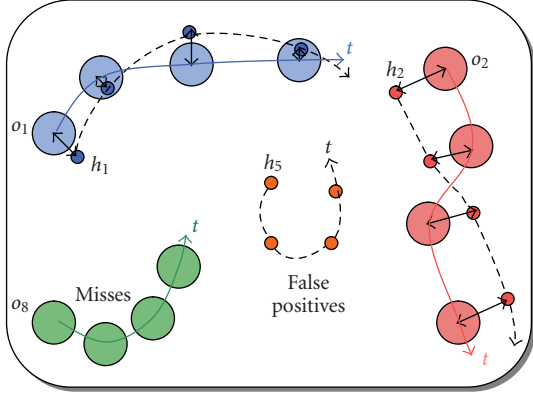 t
o1
h1
h2
o2
h5
t
t
Misses
o8
False
positives
t